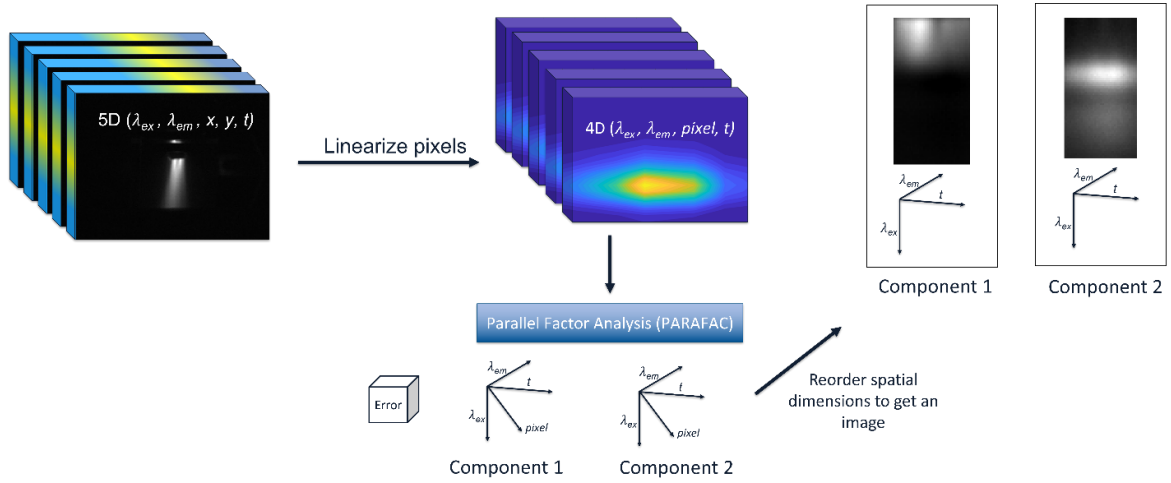 5D (λex , λem , x, y, t)
Linearize pixels
4D (λex, λem, pixel, t)
Parallel Factor Analysis (PARAFAC)
Error
λem
t
λex
pixel
Component 1
λem
t
λex
pixel
Component 2
Reorder spatial
dimensions to get an
image
λem
t
λex
Component 1
λem
t
λex
Component 2